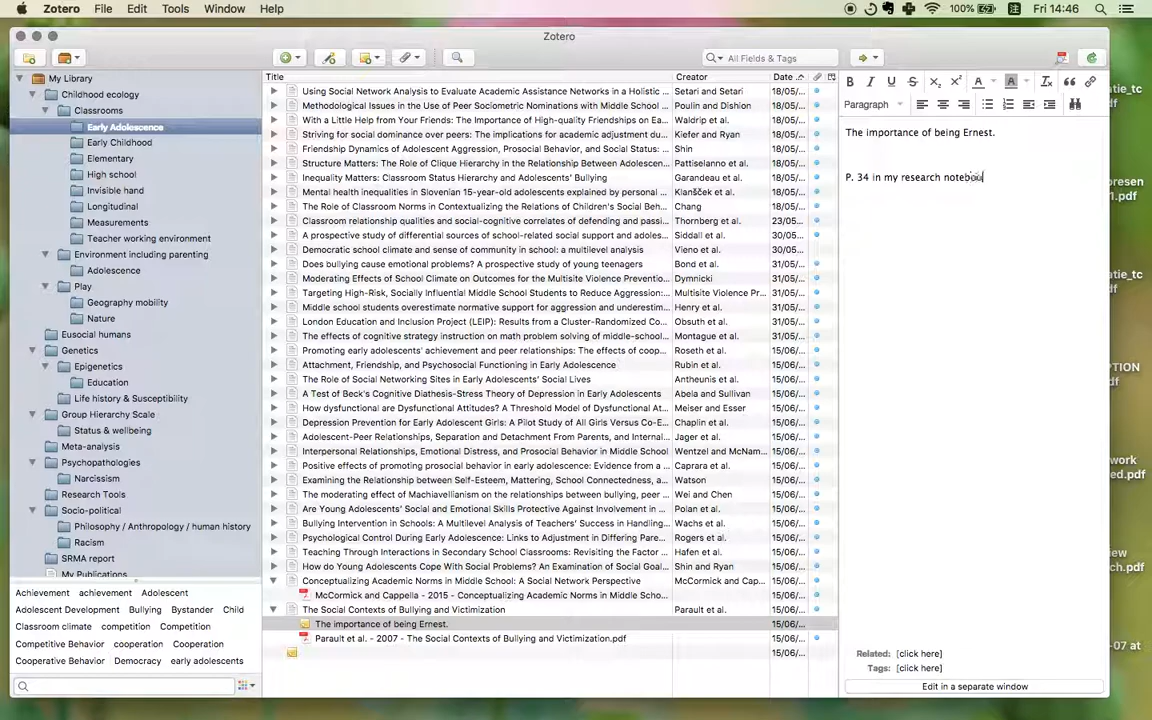 Zotero File Edit Tools Window Help 100% Fri 14:46
Zotero
All Fields & Tags
My Library
Childhood ecology
Classrooms
Early Adolescence
Early Childhood
Elementary
High school
Invisible hand
Longitudinal
Measurements
Teacher working environment
Environment including parenting
Adolescence
Play
Geography mobility
Nature
Eusocial humans
Genetics
Epigenetics
Education
Life history & Susceptibility
Group Hierarchy Scale
Status & wellbeing
Meta-analysis
Psychopathologies
Narcissism
Research Tools
Socio-political
Philosophy / Anthropology / human history
Racism
SRMA report
My Publications
Achievement achievement Adolescent
Adolescent Development Bullying Bystander Child
Classroom climate competition Competition
Competitive Behavior cooperation Cooperation
Cooperative Behavior Democracy early adolescents
Title Creator Date
Using Social Network Analysis to Evaluate Academic Assistance Networks in a Holistic ... Setari and Setari 18/05/...
Methodological Issues in the Use of Peer Sociometric Nominations with Middle School ... Poulin and Dishion 18/05/...
With a Little Help from Your Friends: The Importance of High-quality Friendships on Ea... Waldrip et al. 18/05/...
Striving for social dominance over peers: The implications for academic adjustment du... Kiefer and Ryan 18/05/...
Friendship Dynamics of Adolescent Aggression, Prosocial Behavior, and Social Status: ... Shin 18/05/...
Structure Matters: The Role of Clique Hierarchy in the Relationship Between Adolescen... Pattiselanno et al. 18/05/...
Inequality Matters: Classroom Status Hierarchy and Adolescents' Bullying Garandeau et al. 18/05/...
Mental health inequalities in Slovenian 15-year-old adolescents explained by personal ... Klanšček et al. 18/05/...
The Role of Classroom Norms in Contextualizing the Relations of Children's Social Beh... Chang 18/05/...
Classroom relationship qualities and social-cognitive correlates of defending and passi... Thornberg et al. 23/05...
A prospective study of differential sources of school-related social support and adoles... Siddall et al. 30/05...
Democratic school climate and sense of community in school: a multilevel analysis Vieno et al. 30/05...
Does bullying cause emotional problems? A prospective study of young teenagers Bond et al. 31/05/...
Moderating Effects of School Climate on Outcomes for the Multisite Violence Preventio... Dymnicki 31/05/...
Targeting High-Risk, Socially Influential Middle School Students to Reduce Aggression:... Multisite Violence Pr... 31/05/...
Middle school students overestimate normative support for aggression and underestim... Henry et al. 31/05/...
London Education and Inclusion Project (LEIP): Results from a Cluster-Randomized Co... Obsuth et al. 31/05/...
The effects of cognitive strategy instruction on math problem solving of middle-school... Montague et al. 31/05/...
Promoting early adolescents' achievement and peer relationships: The effects of coop... Roseth et al. 15/06/...
Attachment, Friendship, and Psychosocial Functioning in Early Adolescence Rubin et al. 15/06/...
The Role of Social Networking Sites in Early Adolescents' Social Lives Antheunis et al. 15/06/...
A Test of Beck's Cognitive Diathesis-Stress Theory of Depression in Early Adolescents Abela and Sullivan 15/06/...
How dysfunctional are Dysfunctional Attitudes? A Threshold Model of Dysfunctional At... Meiser and Esser 15/06/...
Depression Prevention for Early Adolescent Girls: A Pilot Study of All Girls Versus Co-E... Chaplin et al. 15/06/...
Adolescent-Peer Relationships, Separation and Detachment From Parents, and Interna... Jager et al. 15/06/...
Interpersonal Relationships, Emotional Distress, and Prosocial Behavior in Middle School Wentzel and McNam... 15/06/...
Positive effects of promoting prosocial behavior in early adolescence: Evidence from a ... Caprara et al. 15/06/...
Examining the Relationship between Self-Esteem, Mattering, School Connectedness, a... Watson 15/06/...
The moderating effect of Machiavellianism on the relationships between bullying, peer ... Wei and Chen 15/06/...
Are Young Adolescents' Social and Emotional Skills Protective Against Involvement in ... Polan et al. 15/06/...
Bullying Intervention in Schools: A Multilevel Analysis of Teachers' Success in Handling... Wachs et al. 15/06/...
Psychological Control During Early Adolescence: Links to Adjustment in Differing Pare... Rogers et al. 15/06/...
Teaching Through Interactions in Secondary School Classrooms: Revisiting the Factor ... Hafen et al. 15/06/...
How do Young Adolescents Cope With Social Problems? An Examination of Social Goal... Shin and Ryan 15/06/...
Conceptualizing Academic Norms in Middle School: A Social Network Perspective McCormick and Cap... 15/06/...
McCormick and Cappella - 2015 - Conceptualizing Academic Norms in Middle Scho... 15/06/...
The Social Contexts of Bullying and Victimization Parault et al. 15/06/...
The importance of being Ernest. 15/06/...
Parault et al. - 2007 - The Social Contexts of Bullying and Victimization.pdf 15/06/...
15/06/...
Paragraph
The importance of being Ernest.
P. 34 in my research notebou
Related: [click here]
Tags: [click here]
Edit in a separate window
atie_tc
df
oresen
1.pdf
atie_tc
df
PTION
df
work
ed.pdf
view
rch.pdf
-07 at